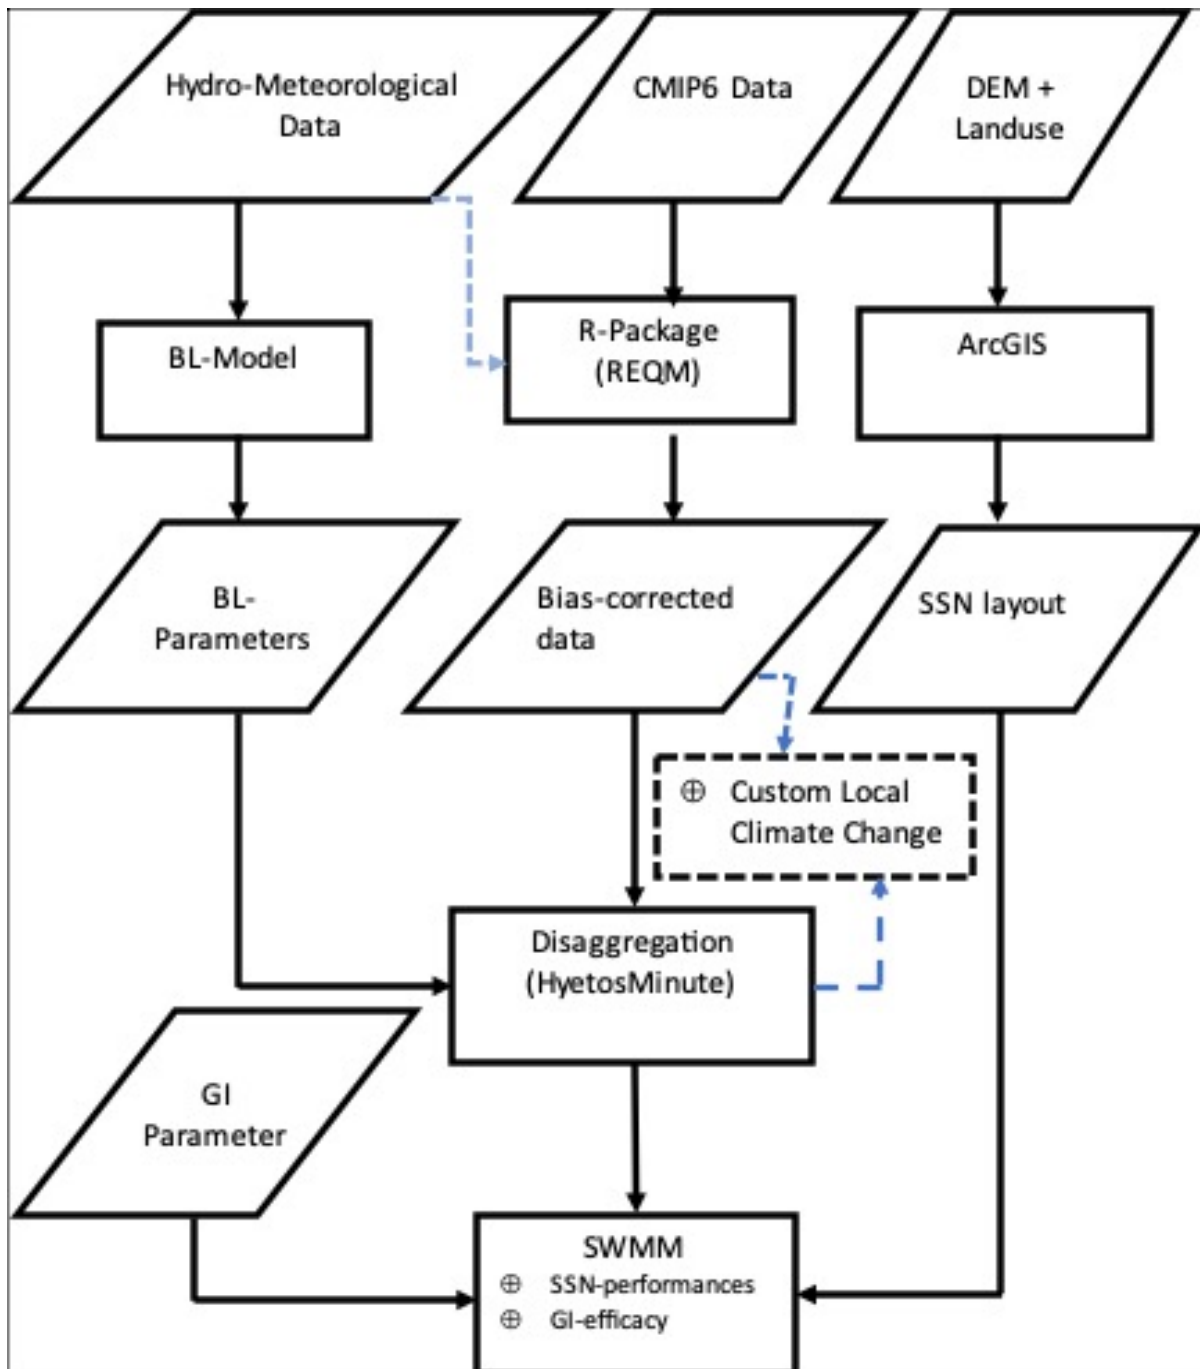 Hydro-Meteorological
Data
CMIP6 Data
DEM +
Landuse
BL-Model
R-Package
(REQM)
ArcGIS
BL-
Parameters
Bias-corrected
data
SSN layout
⊕ Custom Local
Climate Change
Disaggregation
(HyetosMinute)
GI
Parameter
SWMM
⊕ SSN-performances
⊕ GI-efficacy